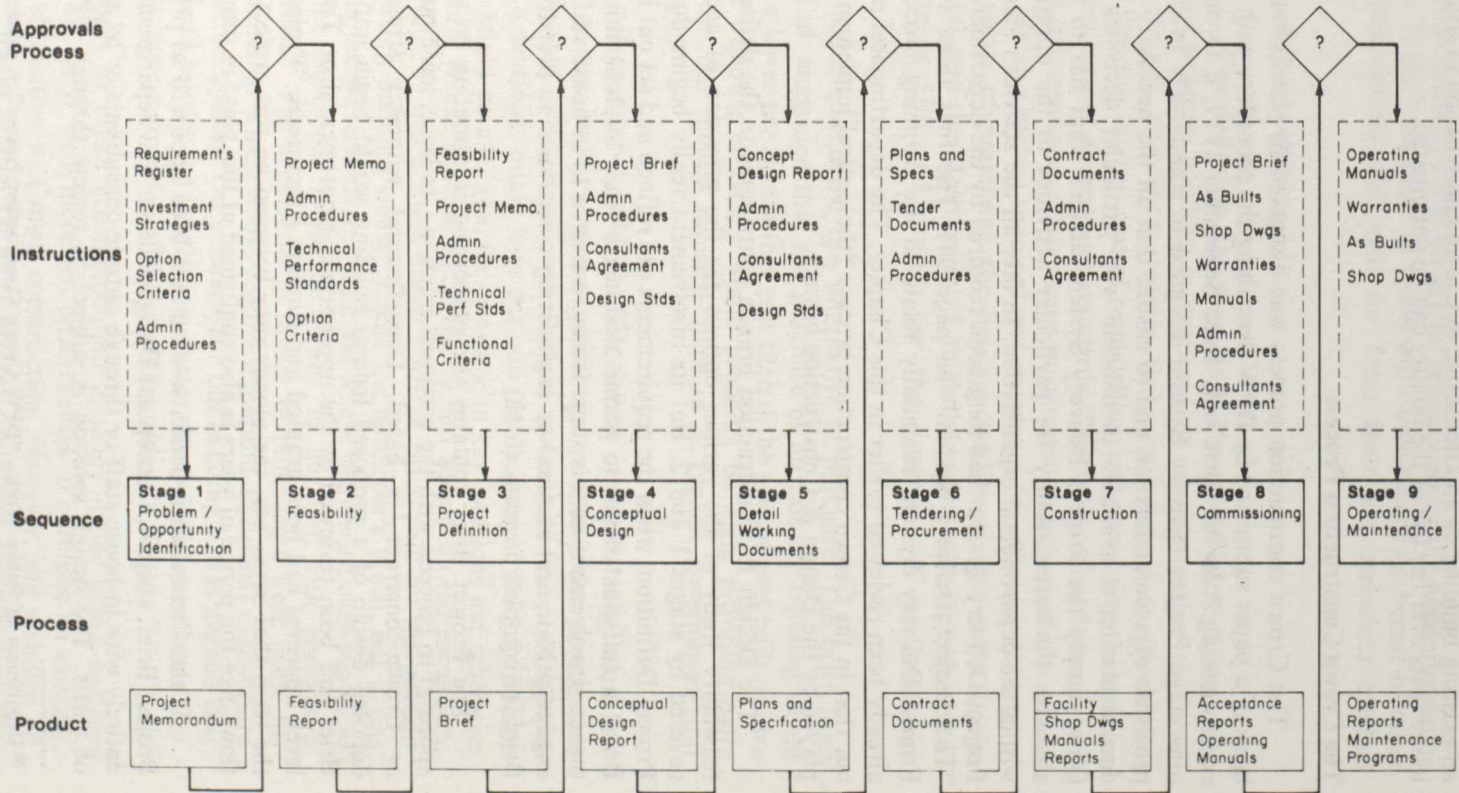 Approvals
Process
?
?
?
?
?
?
?
?
Instructions
Requirement's
Register
Investment
Strategies
Option
Selection
Criteria
Admin
Procedures
Project Memo
Admin
Procedures
Technical
Performance
Standards
Option
Criteria
Feasibility
Report
Project Memo.
Admin
Procedures
Technical
Perf. Stds
Functional
Criteria
Project Brief
Admin
Procedures
Consultants
Agreement
Design Stds
Concept
Design Report
Admin
Procedures
Consultants
Agreement
Design Stds.
Plans and
Specs
Tender
Documents
Admin
Procedures
Contract
Documents
Admin
Procedures
Consultants
Agreement
Project Brief
As Builts
Shop Dwgs
Warranties
Manuals
Admin
Procedures
Consultants
Agreement
Operating
Manuals
Warranties
As Builts
Shop Dwgs
Sequence
Stage 1
Problem /
Opportunity
Identification
Stage 2
Feasibility
Stage 3
Project
Definition
Stage 4
Conceptual
Design
Stage 5
Detail
Working
Documents
Stage 6
Tendering /
Procurement
Stage 7
Construction
Stage 8
Commissioning
Stage 9
Operating /
Maintenance
Process
Product
Project
Memorandum
Feasibility
Report
Project
Brief
Conceptual
Design
Report
Plans and
Specification
Contract
Documents
Facility
Shop Dwgs
Manuals
Reports
Acceptance
Reports
Operating
Manuals
Operating
Reports
Maintenance
Programs